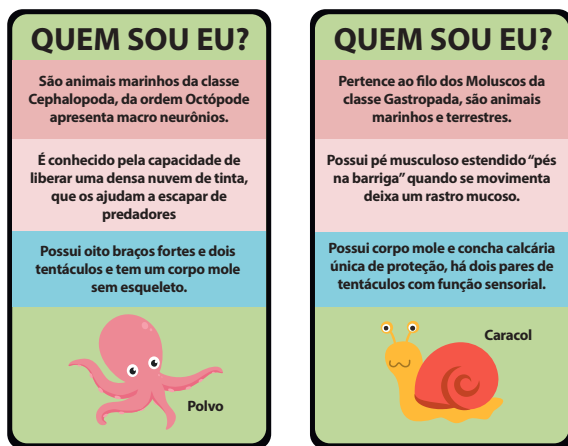 QUEM SOU EU?
São animais marinhos da classe
Cephalopoda, da ordem Octópode
apresenta macro neurônios.
É conhecido pela capacidade de
liberar uma densa nuvem de tinta,
que os ajudam a escapar de
predadores
Possui oito braços fortes e dois
tentáculos e tem um corpo mole
sem esqueleto.
Polvo
QUEM SOU EU?
Pertence ao filo dos Moluscos da
classe Gastropada, são animais
marinhos e terrestres.
Possui pé musculoso estendido “pés
na barriga” quando se movimenta
deixa um rastro mucoso.
Possui corpo mole e concha calcária
única de proteção, há dois pares de
tentáculos com função sensorial.
Caracol